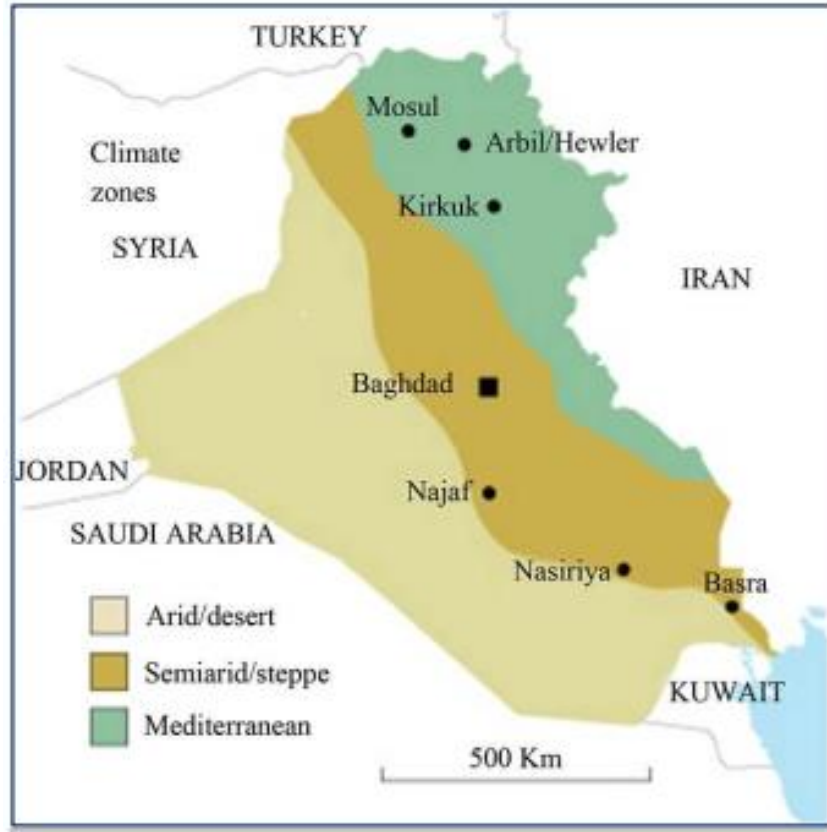 TURKEY
Mosul
Climate
zones
Arbil/Hewler
Kirkuk
SYRIA
IRAN
Baghdad
JORDAN
Najaf
SAUDI ARABIA
Nasiriya
Basra
Arid/desert
Semiarid/steppe
KUWAIT
Mediterranean
500 Km